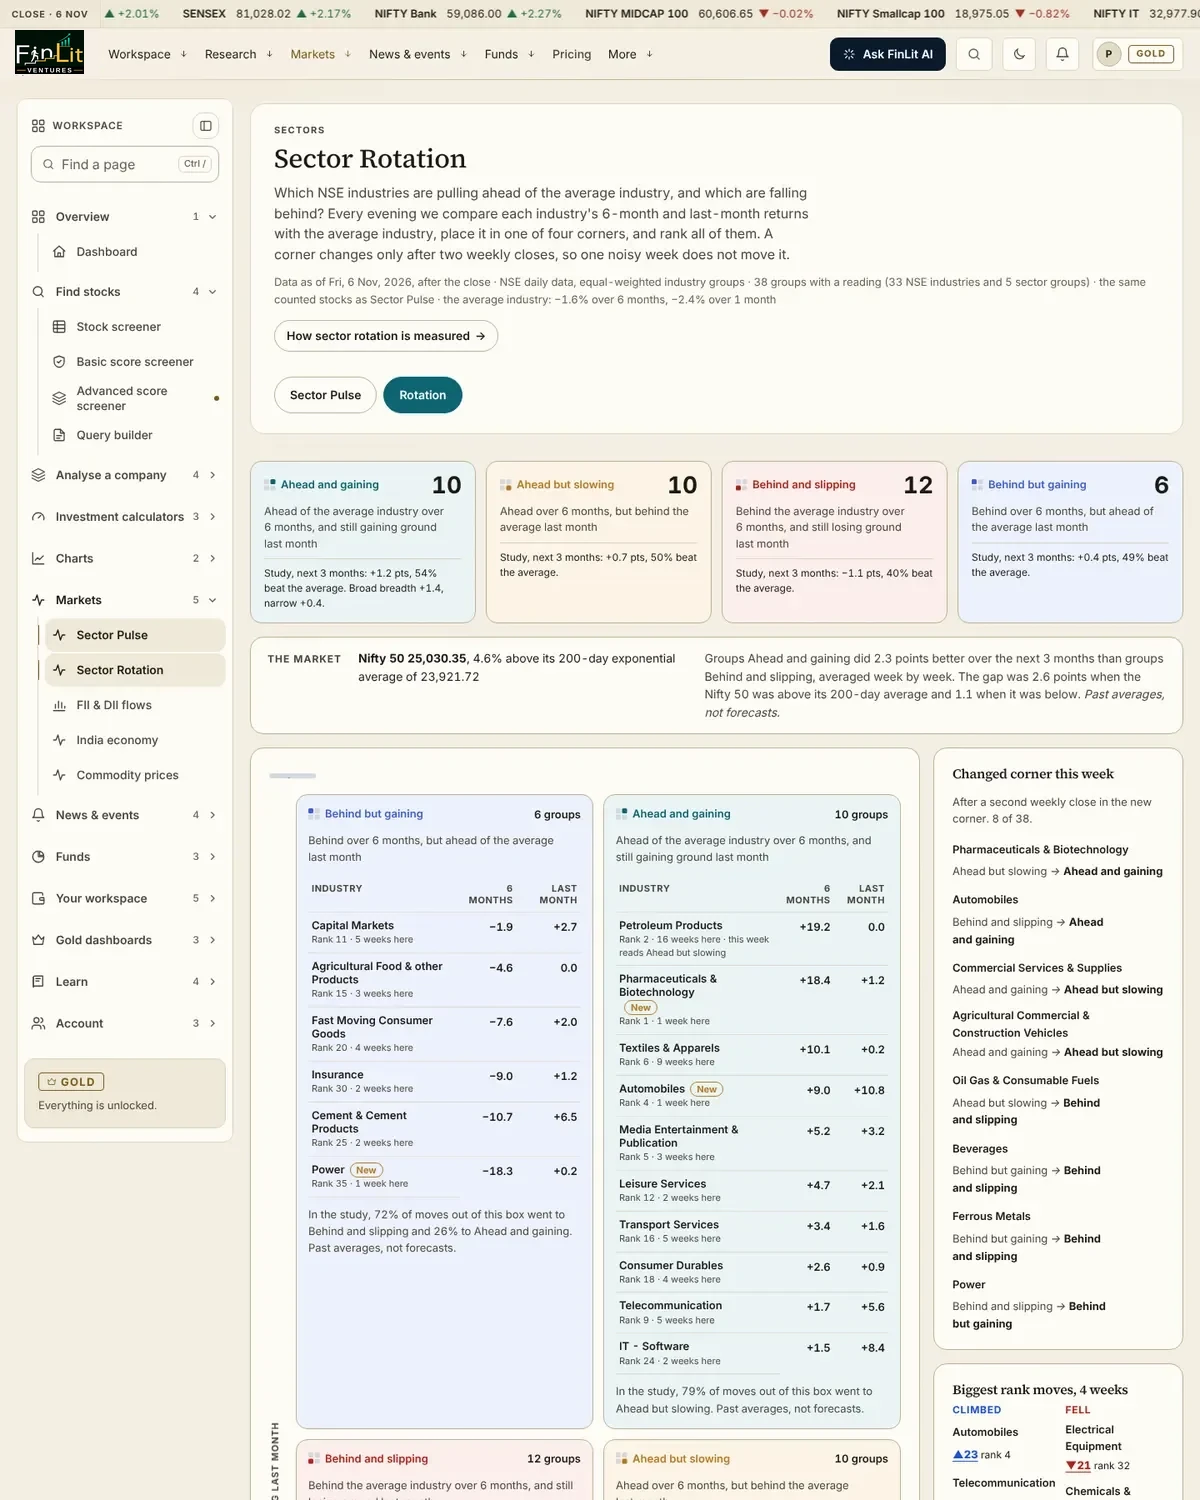 CLOSE · 6 NOV ▲ +2.01% SENSEX 81,028.02 ▲ +2.17% NIFTY Bank 59,086.00 ▲ +2.27% NIFTY MIDCAP 100 60,606.65 ▼ −0.02% NIFTY Smallcap 100 18,975.05 ▼ −0.82% NIFTY IT
FinLit
VENTURES
Workspace Research Markets News & events Funds Pricing More Ask FinLit AI P GOLD
WORKSPACE
Find a page Ctrl /
Overview 1
Dashboard
Find stocks 4
Stock screener
Basic score screener
Advanced score
screener
Query builder
Analyse a company 4
Investment calculators 3
Charts 2
Markets 5
Sector Pulse
Sector Rotation
FII & DII flows
India economy
Commodity prices
News & events 4
Funds 3
Your workspace 5
Gold dashboards 3
Learn 4
Account 3
GOLD
Everything is unlocked.
SECTORS
Sector Rotation
Which NSE industries are pulling ahead of the average industry, and which are falling
behind? Every evening we compare each industry's 6-month and last-month returns
with the average industry, place it in one of four corners, and rank all of them. A
corner changes only after two weekly closes, so one noisy week does not move it.
Data as of Fri, 6 Nov, 2026, after the close · NSE daily data, equal-weighted industry groups · 38 groups with a reading (33 NSE industries and 5 sector groups) · the same
counted stocks as Sector Pulse · the average industry: −1.6% over 6 months, −2.4% over 1 month
How sector rotation is measured →
Sector Pulse Rotation
Ahead and gaining 10
Ahead of the average industry over
6 months, and still gaining ground
last month
Study, next 3 months: +1.2 pts, 54%
beat the average. Broad breadth +1.4,
narrow +0.4.
Ahead but slowing 10
Ahead over 6 months, but behind the
average last month
Study, next 3 months: +0.7 pts, 50% beat
the average.
Behind and slipping 12
Behind the average industry over
6 months, and still losing ground
last month
Study, next 3 months: −1.1 pts, 40% beat
the average.
Behind but gaining 6
Behind over 6 months, but ahead of
the average last month
Study, next 3 months: +0.4 pts, 49% beat
the average.
THE MARKET
Nifty 50 25,030.35, 4.6% above its 200-day exponential
average of 23,921.72
Groups Ahead and gaining did 2.3 points better over the next 3 months than groups
Behind and slipping, averaged week by week. The gap was 2.6 points when the
Nifty 50 was above its 200-day average and 1.1 when it was below. Past averages,
not forecasts.
Behind but gaining 6 groups
Behind over 6 months, but ahead of the average
last month
INDUSTRY 6 MONTHS LAST MONTH
Capital Markets −1.9 +2.7
Rank 11 · 5 weeks here
Agricultural Food & other
Products −4.6 0.0
Rank 15 · 3 weeks here
Fast Moving Consumer
Goods −7.6 +2.0
Rank 20 · 4 weeks here
Insurance −9.0 +1.2
Rank 30 · 2 weeks here
Cement & Cement
Products −10.7 +6.5
Rank 25 · 2 weeks here
Power New −18.3 +0.2
Rank 35 · 1 week here
In the study, 72% of moves out of this box went to
Behind and slipping and 26% to Ahead and gaining.
Past averages, not forecasts.
Ahead and gaining 10 groups
Ahead of the average industry over 6 months, and
still gaining ground last month
INDUSTRY 6 MONTHS LAST MONTH
Petroleum Products +19.2 0.0
Rank 2 · 16 weeks here · this week
reads Ahead but slowing
Pharmaceuticals &
Biotechnology +18.4 +1.2
New
Rank 1 · 1 week here
Textiles & Apparels +10.1 +0.2
Rank 6 · 9 weeks here
Automobiles New +9.0 +10.8
Rank 4 · 1 week here
Media Entertainment &
Publication +5.2 +3.2
Rank 5 · 3 weeks here
Leisure Services +4.7 +2.1
Rank 12 · 2 weeks here
Transport Services +3.4 +1.6
Rank 16 · 5 weeks here
Consumer Durables +2.6 +0.9
Rank 18 · 4 weeks here
Telecommunication +1.7 +5.6
Rank 9 · 5 weeks here
IT - Software +1.5 +8.4
Rank 24 · 2 weeks here
In the study, 79% of moves out of this box went to
Ahead but slowing. Past averages, not forecasts.
LAST MONTH
Behind and slipping 12 groups
Behind the average industry over 6 months, and still
Ahead but slowing 10 groups
Ahead over 6 months, but behind the average
Changed corner this week
After a second weekly close in the new
corner. 8 of 38.
Pharmaceuticals & Biotechnology
Ahead but slowing → Ahead and gaining
Automobiles
Behind and slipping → Ahead
and gaining
Commercial Services & Supplies
Ahead and gaining → Ahead but slowing
Agricultural Commercial &
Construction Vehicles
Ahead and gaining → Ahead but slowing
Oil Gas & Consumable Fuels
Ahead but slowing → Behind
and slipping
Beverages
Behind but gaining → Behind
and slipping
Ferrous Metals
Behind but gaining → Behind
and slipping
Power
Behind and slipping → Behind
but gaining
Biggest rank moves, 4 weeks
CLIMBED
Automobiles
▲23 rank 4
Telecommunication
FELL
Electrical
Equipment
▼21 rank 32
Chemicals &